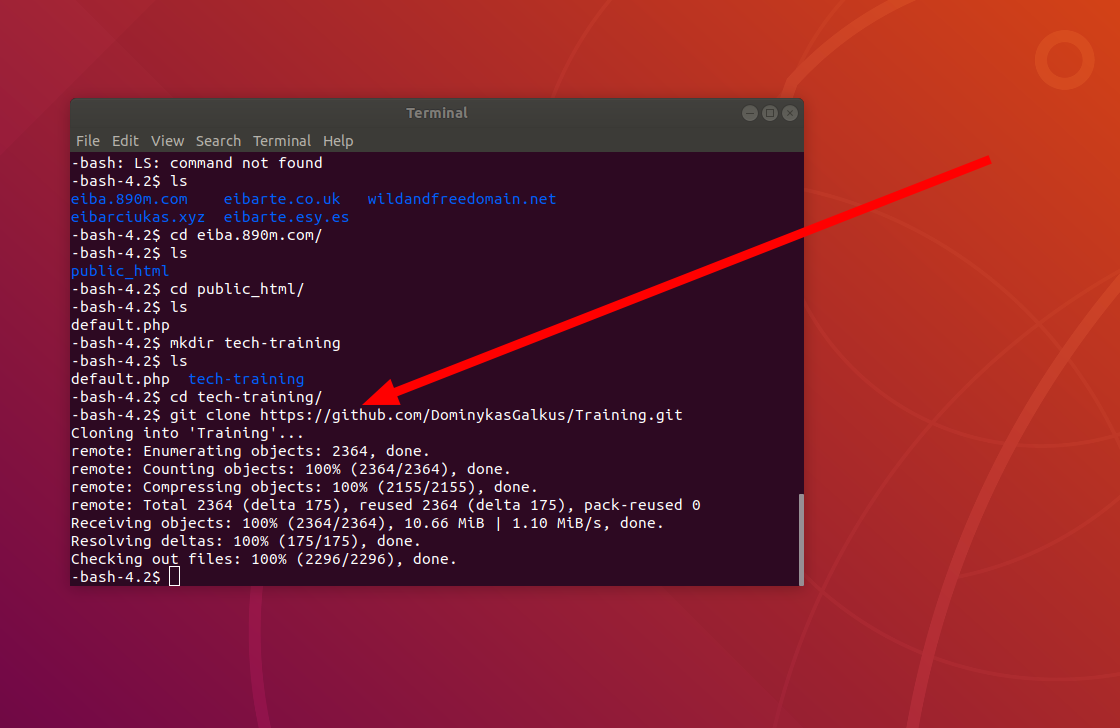 Terminal
File Edit View Search Terminal Help
-bash: LS: command not found
-bash-4.2$ ls
eiba.890m.com    eibarte.co.uk   wildandfreedomain.net
eibarciukas.xyz  eibarte.esy.es
-bash-4.2$ cd eiba.890m.com/
-bash-4.2$ ls
public_html
-bash-4.2$ cd public_html/
-bash-4.2$ ls
default.php
-bash-4.2$ mkdir tech-training
-bash-4.2$ ls
default.php  tech-training
-bash-4.2$ cd tech-training/
-bash-4.2$ git clone https://github.com/DominykasGalkus/Training.git
Cloning into 'Training'...
remote: Enumerating objects: 2364, done.
remote: Counting objects: 100% (2364/2364), done.
remote: Compressing objects: 100% (2155/2155), done.
remote: Total 2364 (delta 175), reused 2364 (delta 175), pack-reused 0
Receiving objects: 100% (2364/2364), 10.66 MiB | 1.10 MiB/s, done.
Resolving deltas: 100% (175/175), done.
Checking out files: 100% (2296/2296), done.
-bash-4.2$